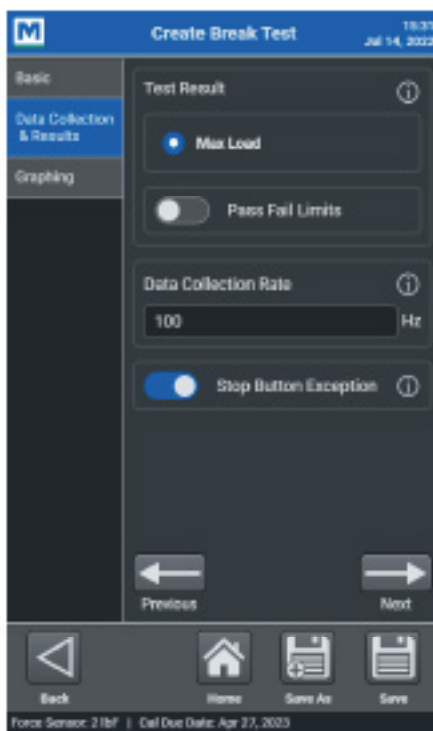 M
Create Break Test
15:31
Jul 14, 2022
Basic
Data Collection
& Results
Graphing
Test Result
Max Load
Pass Fail Limits
Data Collection Rate
100
Hz
Stop Button Exception
Previous
Next
Back
Home
Save As
Save
Force Sensor: 2 lbF | Cal Due Date: Apr 27, 2023